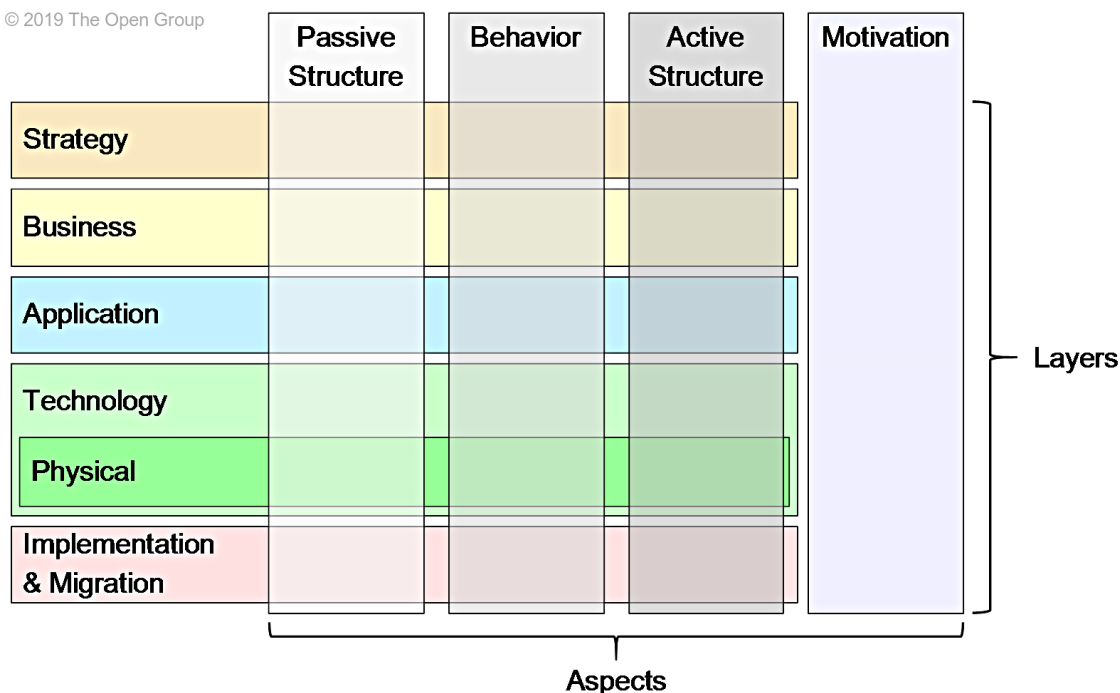 © 2019 The Open Group
Passive
Structure
Behavior
Active
Structure
Motivation
Strategy
Business
Application
Technology
Physical
Implementation
& Migration
Layers
Aspects